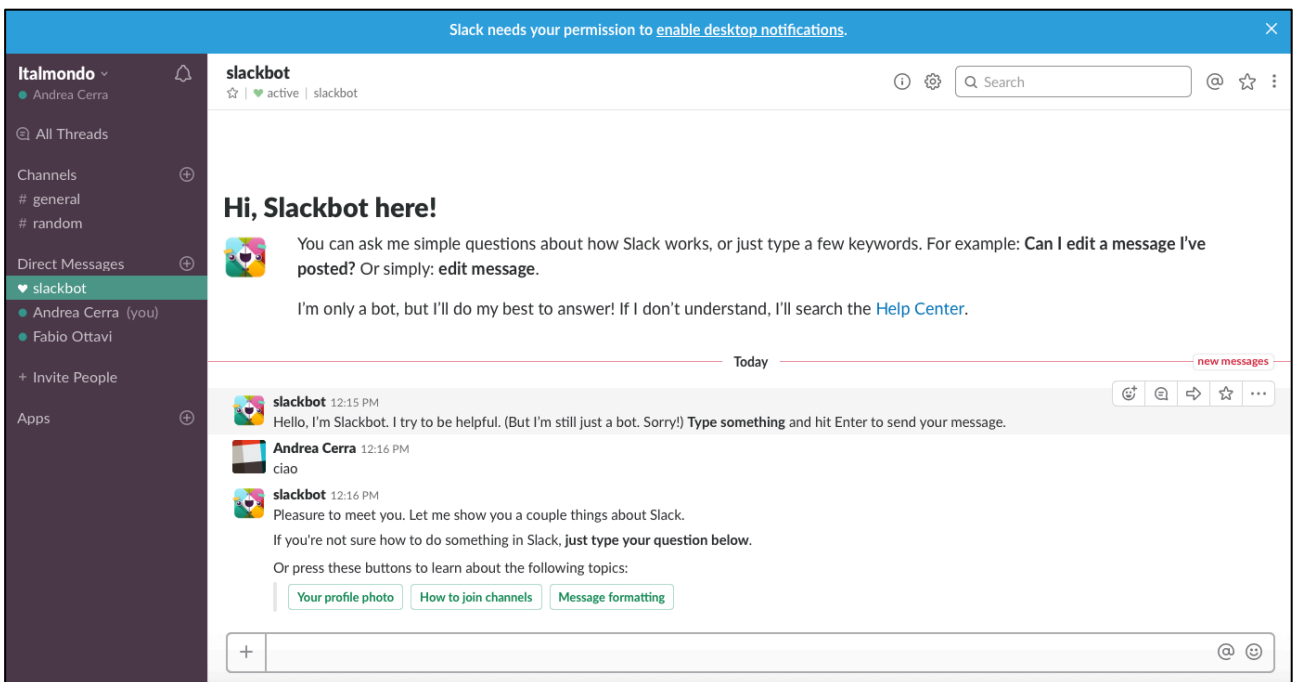 Slack needs your permission to enable desktop notifications.
Italmondo
Andrea Cerra
All Threads
Channels
# general
# random
Direct Messages
slackbot
Andrea Cerra (you)
Fabio Ottavi
+ Invite People
Apps
slackbot
active | slackbot
Search
Hi, Slackbot here!
You can ask me simple questions about how Slack works, or just type a few keywords. For example: Can I edit a message I've
posted? Or simply: edit message.
I'm only a bot, but I'll do my best to answer! If I don't understand, I'll search the Help Center.
Today
new messages
slackbot 12:15 PM
Hello, I'm Slackbot. I try to be helpful. (But I'm still just a bot. Sorry!) Type something and hit Enter to send your message.
Andrea Cerra 12:16 PM
ciao
slackbot 12:16 PM
Pleasure to meet you. Let me show you a couple things about Slack.
If you're not sure how to do something in Slack, just type your question below.
Or press these buttons to learn about the following topics:
Your profile photo How to join channels Message formatting